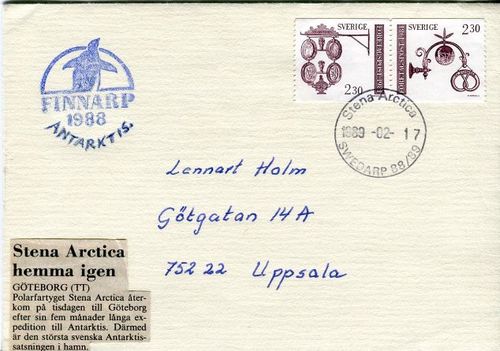 SVERIGE
2.30
SVERIGE
2.30
FINNARP
1988
ANTARKTIS.
Stena Arctica
1989 -02- 17
SWEDARP 88/89
Lennart Holm
Götgatan 14 A
752 22 Uppsala
Stena Arctica
hemma igen
GÖTEBORG (TT)
Polarfartyget Stena Arctica åter-
kom på tisdagen till Göteborg
efter sin fem månader långa ex-
pedition till Antarktis. Därmed
är den största svenska Antarktis-
satsningen i hamn.